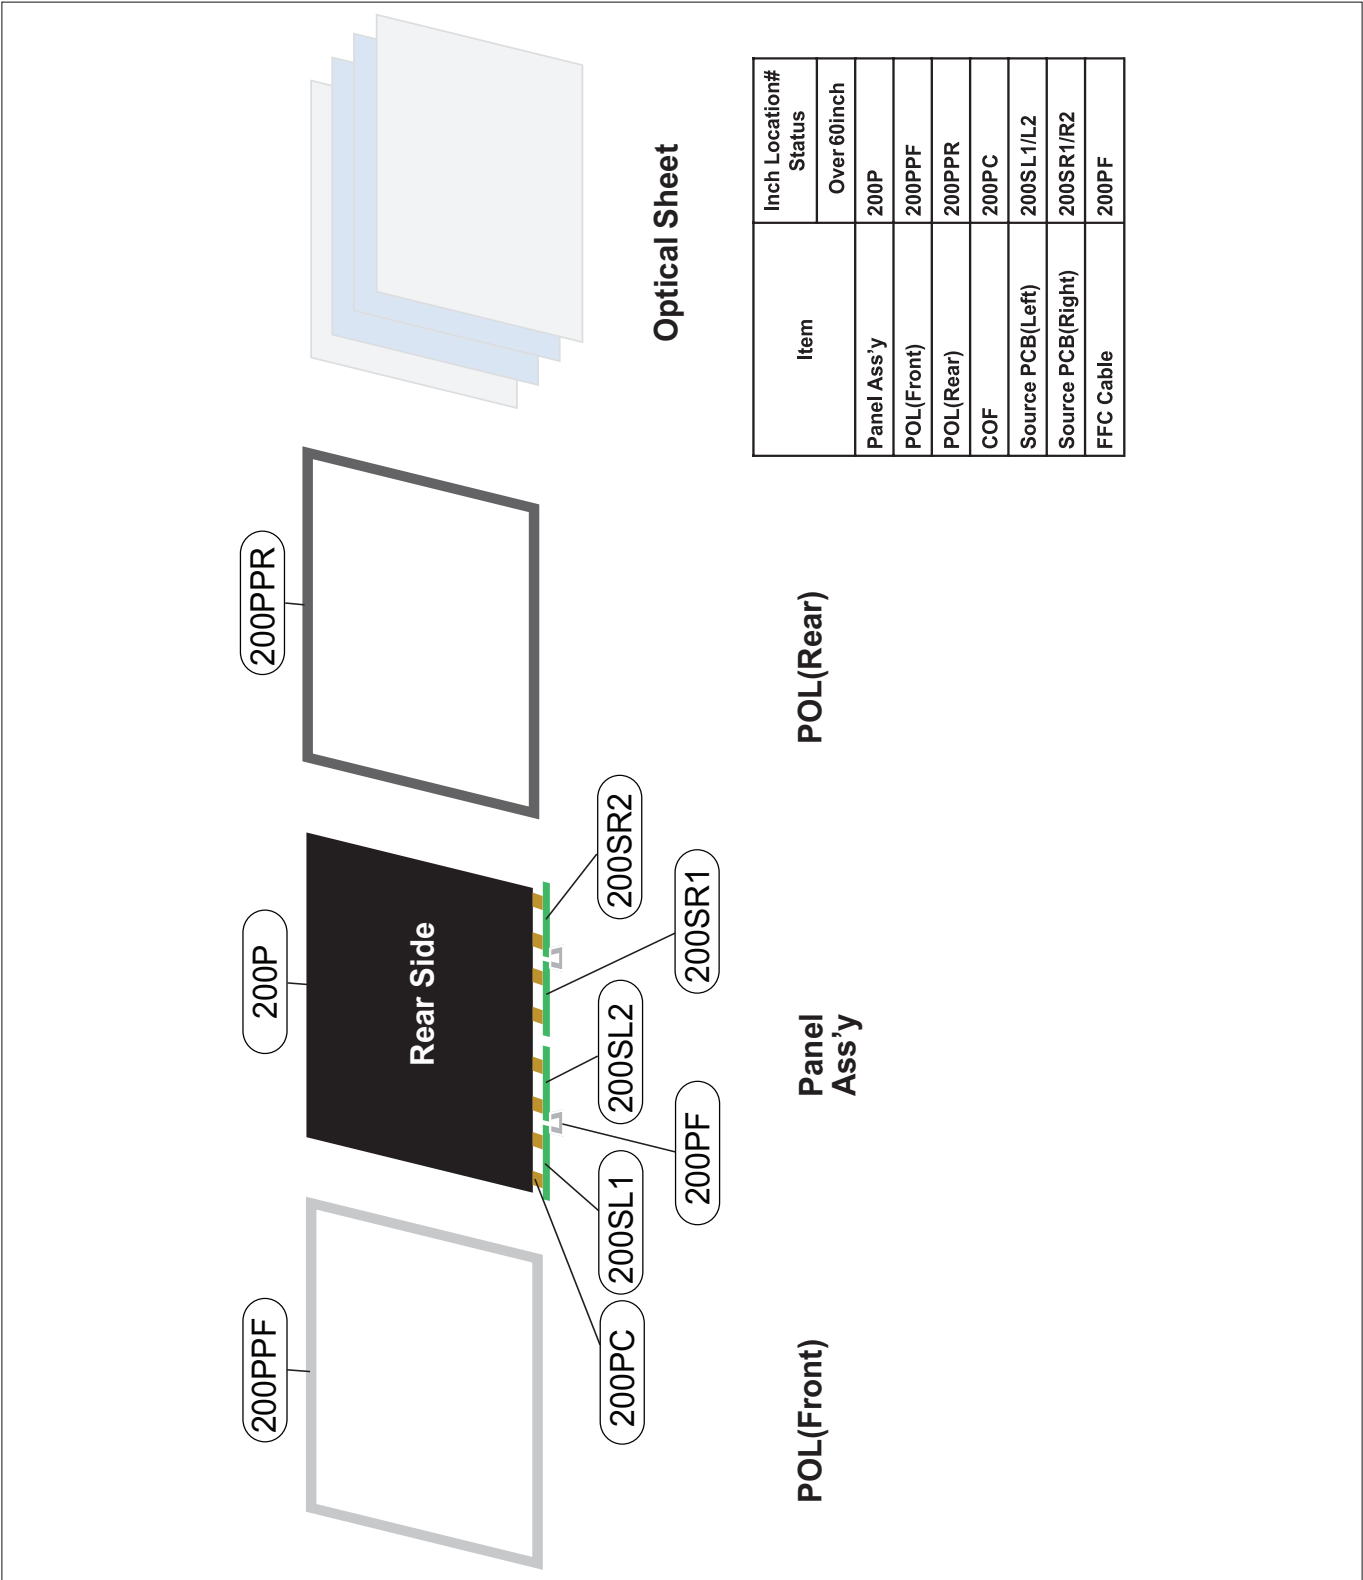 200PPF
200P
200PPR
Rear Side
200PC
200SL1
200SL2
200SR2
200PF
200SR1
POL(Front)
Panel
Ass'y
POL(Rear)
Optical Sheet
Item
Inch Location#
Status
Over 60inch
Panel Ass'y 200P
POL(Front) 200PPF
POL(Rear) 200PPR
COF 200PC
Source PCB(Left) 200SL1/L2
Source PCB(Right) 200SR1/R2
FFC Cable 200PF